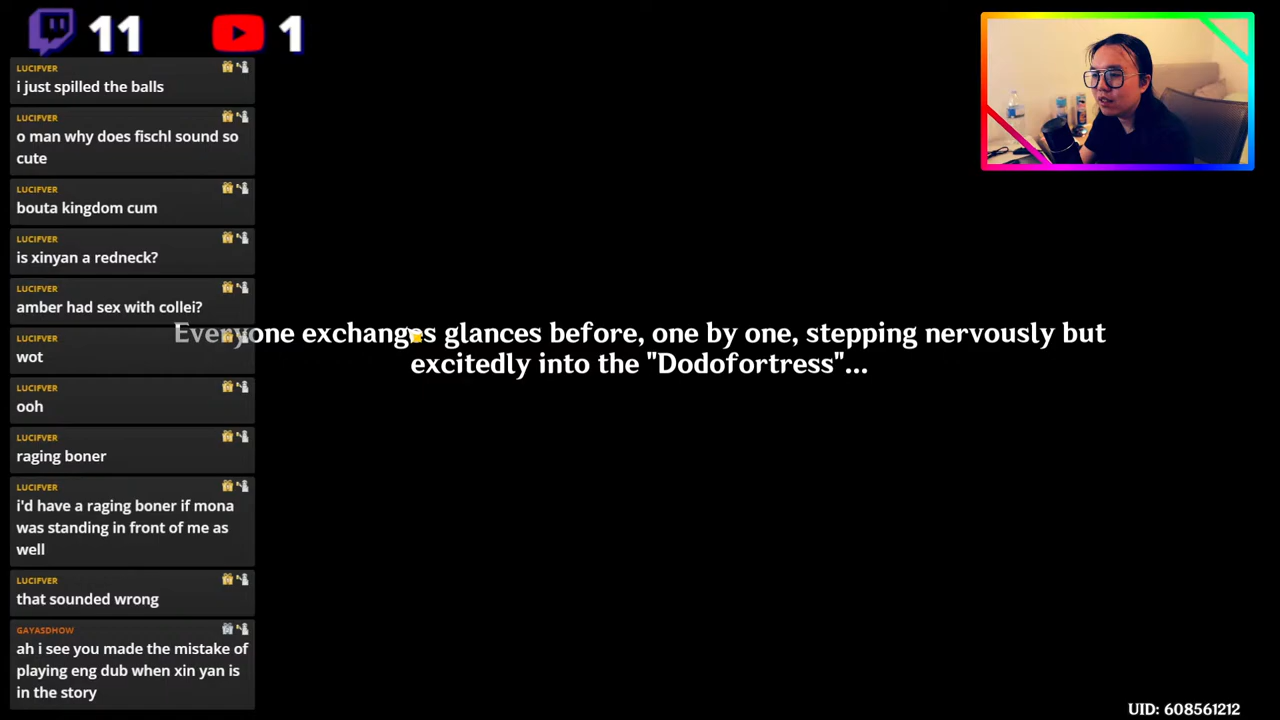 11
1
LUCIFVER
i just spilled the balls
LUCIFVER
o man why does fischl sound so
cute
LUCIFVER
bouta kingdom cum
LUCIFVER
is xinyan a redneck?
LUCIFVER
amber had sex with collei?
LUCIFVER
wot
LUCIFVER
ooh
LUCIFVER
raging boner
LUCIFVER
i'd have a raging boner if mona
was standing in front of me as
well
LUCIFVER
that sounded wrong
GAYASDHOW
ah i see you made the mistake of
playing eng dub when xin yan is
in the story
Everyone exchanges glances before, one by one, stepping nervously but
excitedly into the "Dodofortress"...
UID: 608561212